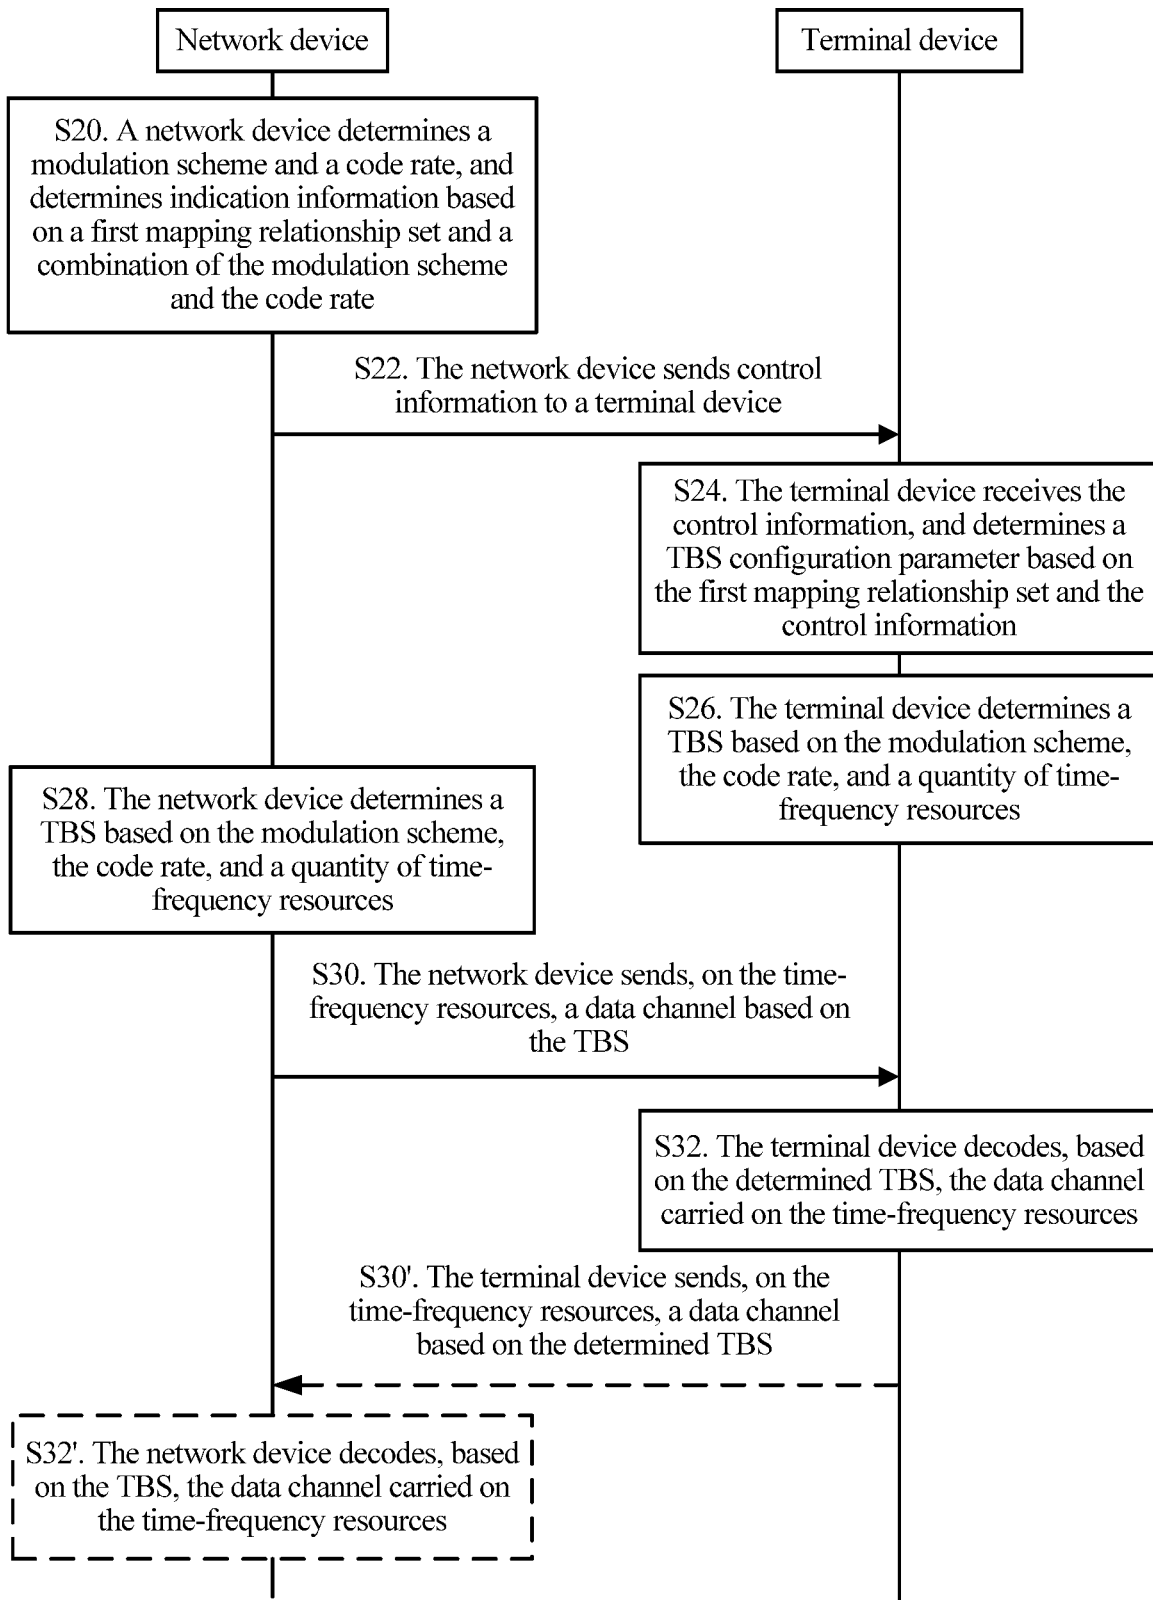 Network device
Terminal device
S20. A network device determines a
modulation scheme and a code rate, and
determines indication information based
on a first mapping relationship set and a
combination of the modulation scheme
and the code rate
S22. The network device sends control
information to a terminal device
S24. The terminal device receives the
control information, and determines a
TBS configuration parameter based on
the first mapping relationship set and the
control information
S26. The terminal device determines a
TBS based on the modulation scheme,
the code rate, and a quantity of time-
frequency resources
S28. The network device determines a
TBS based on the modulation scheme,
the code rate, and a quantity of time-
frequency resources
S30. The network device sends, on the time-
frequency resources, a data channel based on
the TBS
S32. The terminal device decodes, based
on the determined TBS, the data channel
carried on the time-frequency resources
S30'. The terminal device sends, on the
time-frequency resources, a data channel
based on the determined TBS
S32'. The network device decodes, based
on the TBS, the data channel carried on
the time-frequency resources